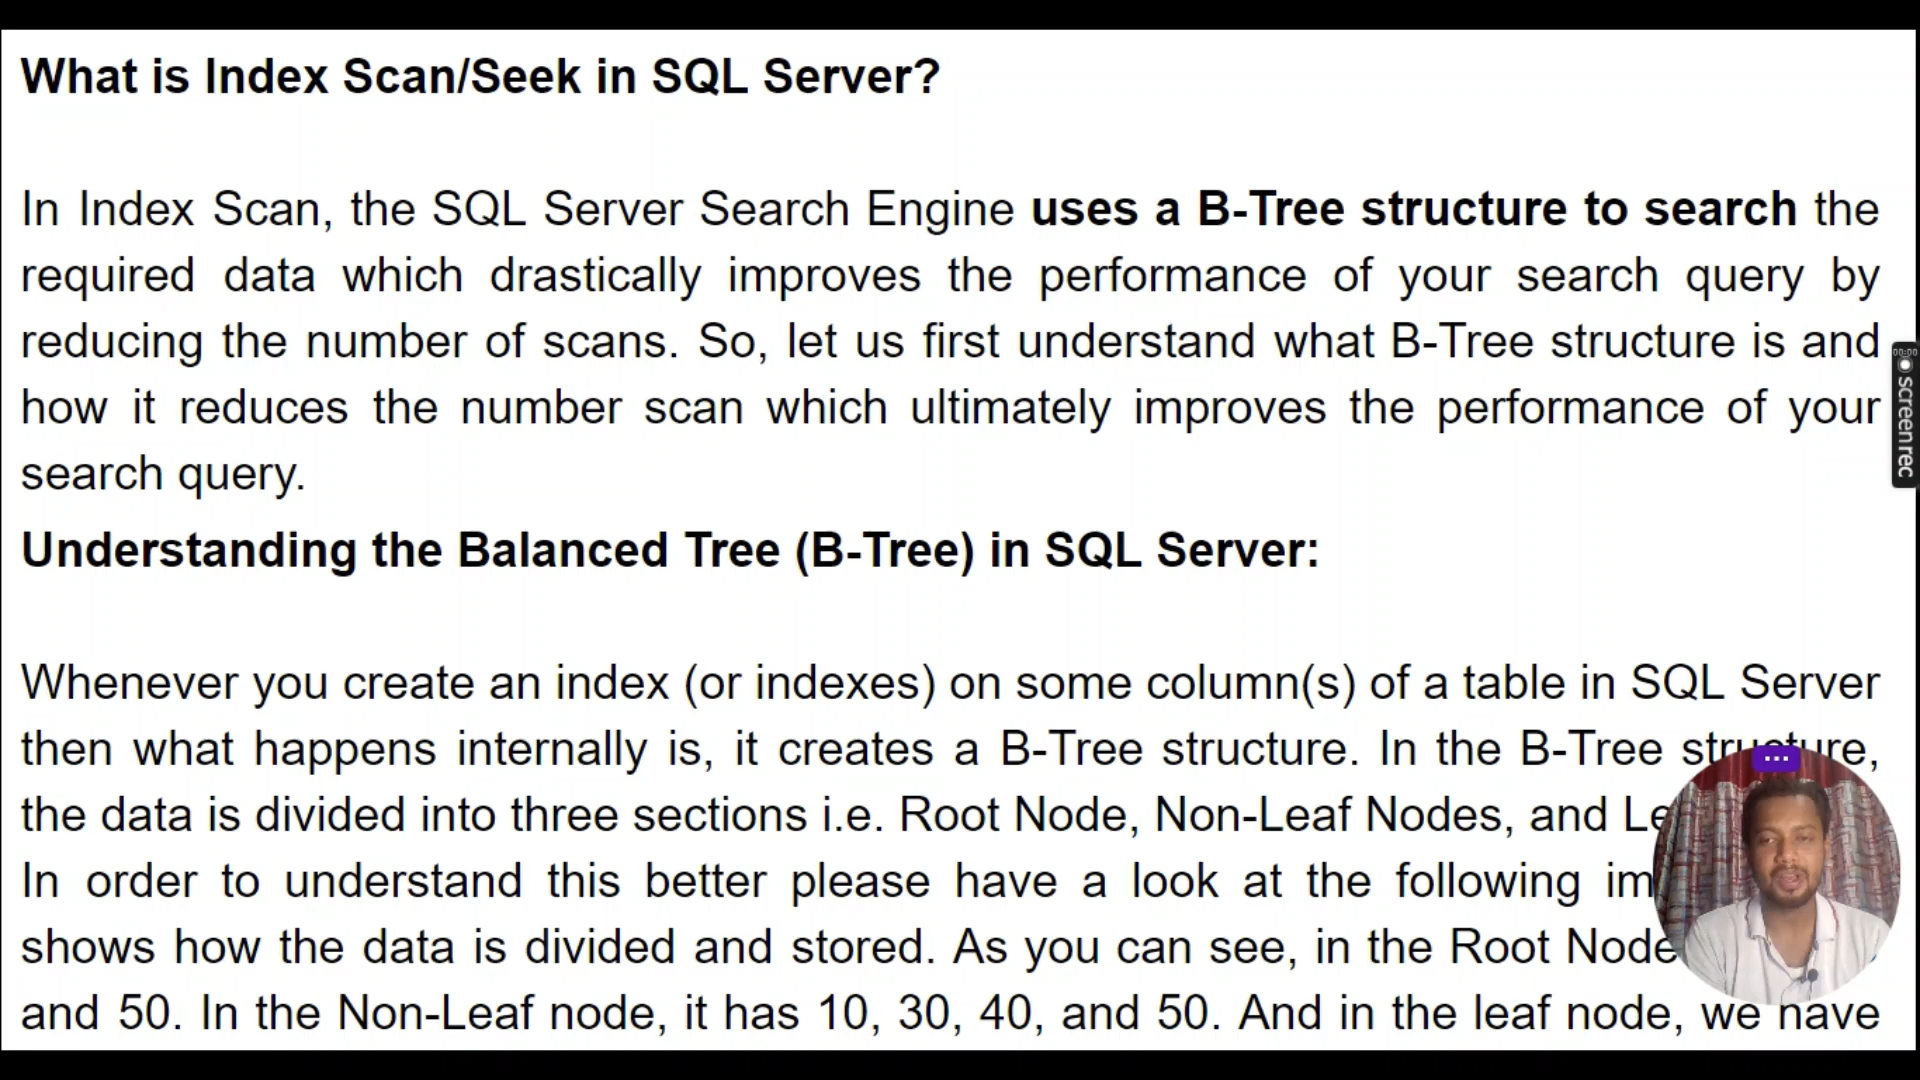 What is Index Scan/Seek in SQL Server?
In Index Scan, the SQL Server Search Engine uses a B-Tree structure to search the
required data which drastically improves the performance of your search query by
reducing the number of scans. So, let us first understand what B-Tree structure is and
how it reduces the number scan which ultimately improves the performance of your
search query.
Understanding the Balanced Tree (B-Tree) in SQL Server:
Whenever you create an index (or indexes) on some column(s) of a table in SQL Server
then what happens internally is, it creates a B-Tree structure. In the B-Tree structure,
the data is divided into three sections i.e. Root Node, Non-Leaf Nodes, and
In order to understand this better please have a look at the following
shows how the data is divided and stored. As you can see, in the Root Node
and 50. In the Non-Leaf node, it has 10, 30, 40, and 50. And in the leaf node, we have
00:00
screenrec